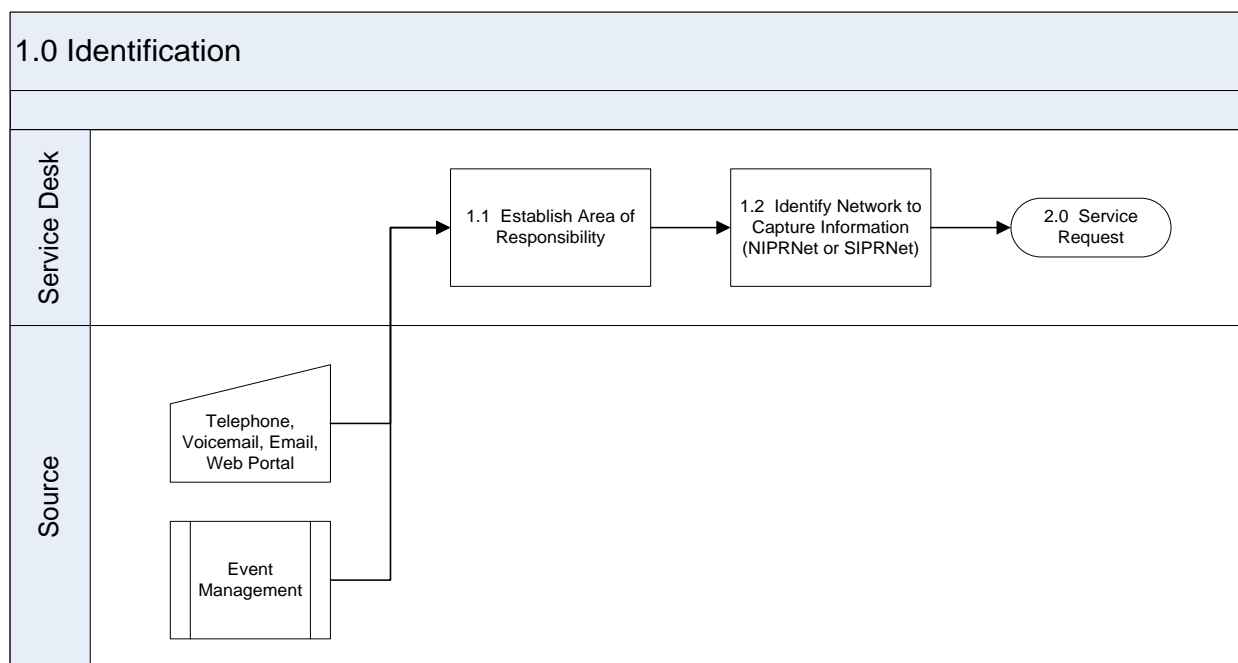 1.0 Identification
Service Desk
1.1  Establish Area of
Responsibility
1.2  Identify Network to
Capture Information
(NIPRNet or SIPRNet)
2.0  Service
Request
Source
Telephone,
Voicemail, Email,
Web Portal
Event
Management